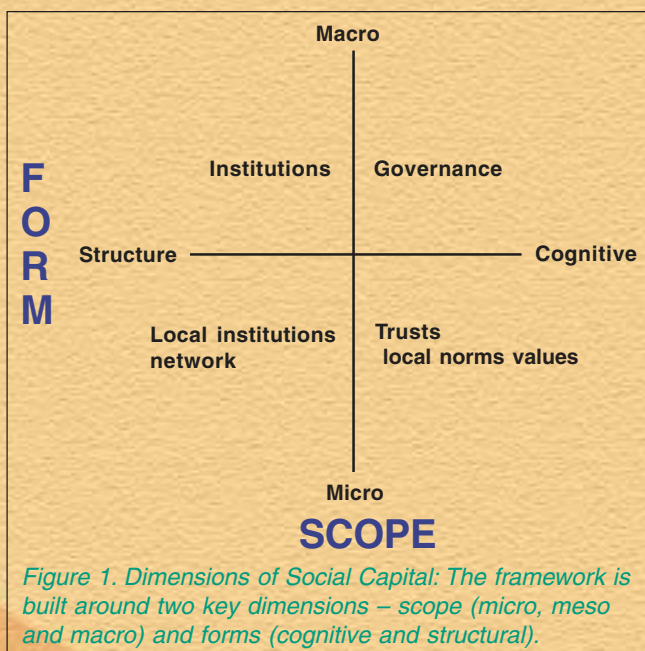 Macro
Institutions
Governance
FORM
Structure
Cognitive
Local institutions
network
Trusts
local norms values
Micro
SCOPE
Figure 1. Dimensions of Social Capital: The framework is
built around two key dimensions – scope (micro, meso
and macro) and forms (cognitive and structural).